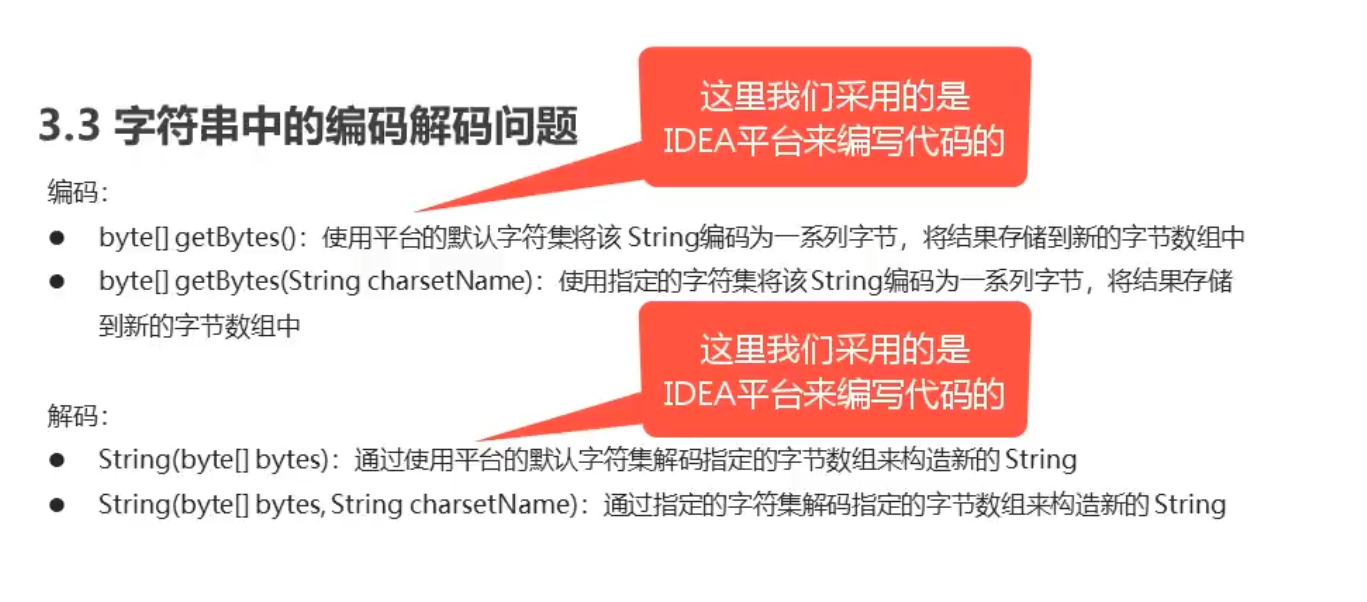 这里我们采用的是
IDEA平台来编写代码的
3.3 字符串中的编码解码问题
编码：
● byte[] getBytes()：使用平台的默认字符集将该 String编码为一系列字节，将结果存储到新的字节数组中
● byte[] getBytes(String charsetName)：使用指定的字符集将该 String编码为一系列字节，将结果存储
到新的字节数组中
这里我们采用的是
IDEA平台来编写代码的
解码：
● String(byte[] bytes)：通过使用平台的默认字符集解码指定的字节数组来构造新的 String
● String(byte[] bytes, String charsetName)：通过指定的字符集解码指定的字节数组来构造新的 String